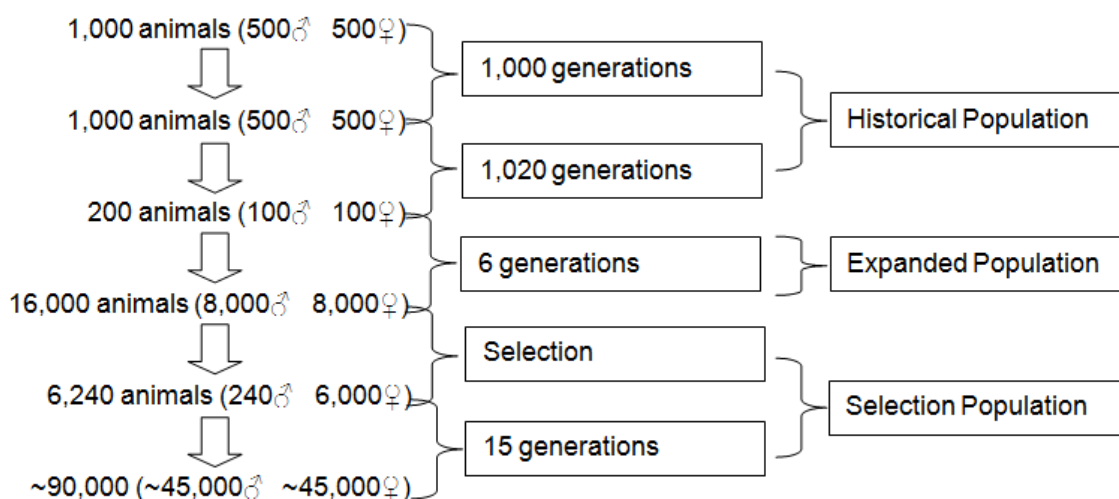 1,000 animals (500♂ 500♀)
1,000 generations
1,000 animals (500♂ 500♀)
Historical Population
1,020 generations
200 animals (100♂ 100♀)
6 generations
Expanded Population
16,000 animals (8,000♂ 8,000♀)
Selection
6,240 animals (240♂ 6,000♀)
Selection Population
15 generations
~90,000 (~45,000♂ ~45,000♀)